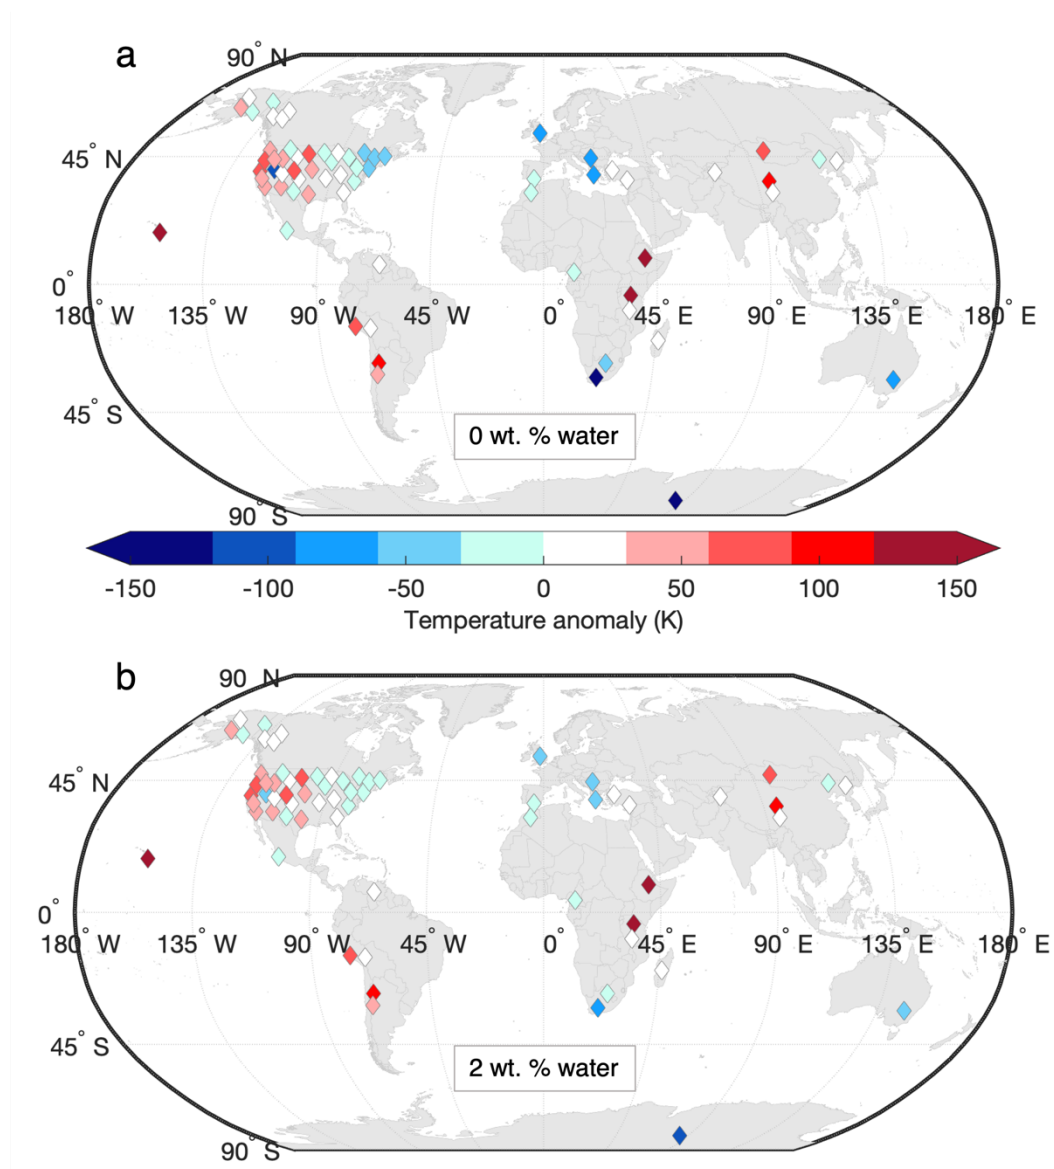 a
90° N
45° N
0°
180° W 135° W 90° W 45° W 0° 45° E 90° E 135° E 180° E
45° S
0 wt. % water
90° S
-150 -100 -50 0 50 100 150
Temperature anomaly (K)
b
90 N
45° N
0°
180° W 135° W 90° W 45° W 0° 45° E 90° E 135° E 180° E
45° S
2 wt. % water
90° S